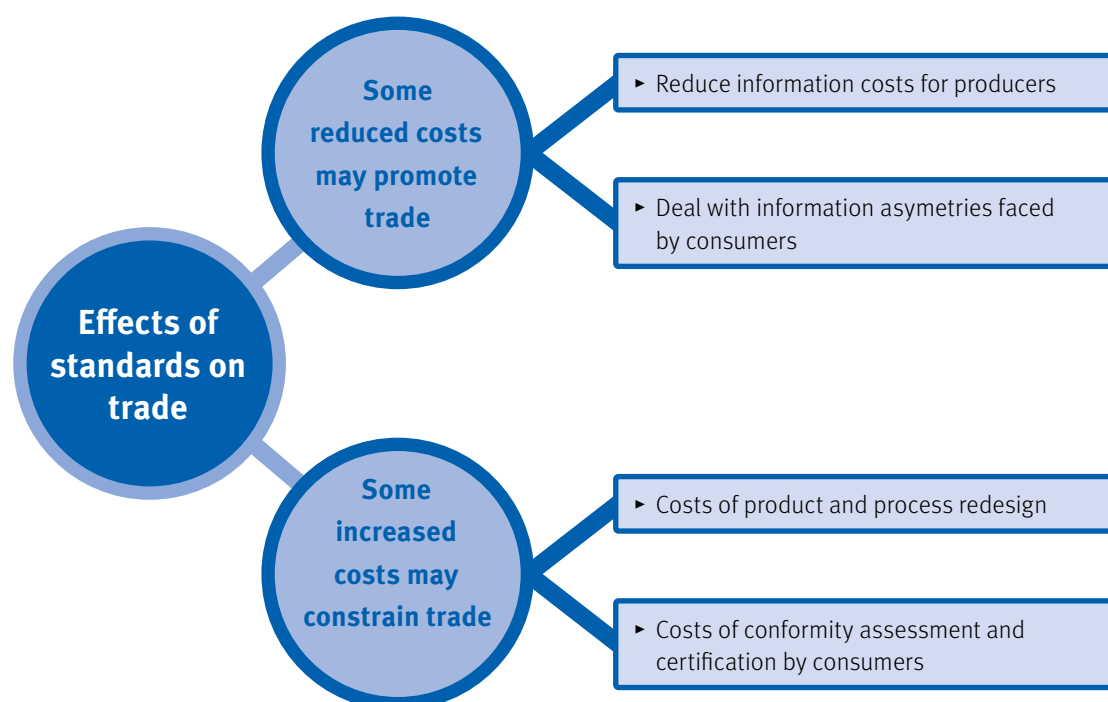 Effects of
standards on
trade
Some
reduced costs
may promote
trade
► Reduce information costs for producers
► Deal with information asymetries faced
by consumers
Some
increased
costs may
constrain trade
► Costs of product and process redesign
► Costs of conformity assessment and
certification by consumers